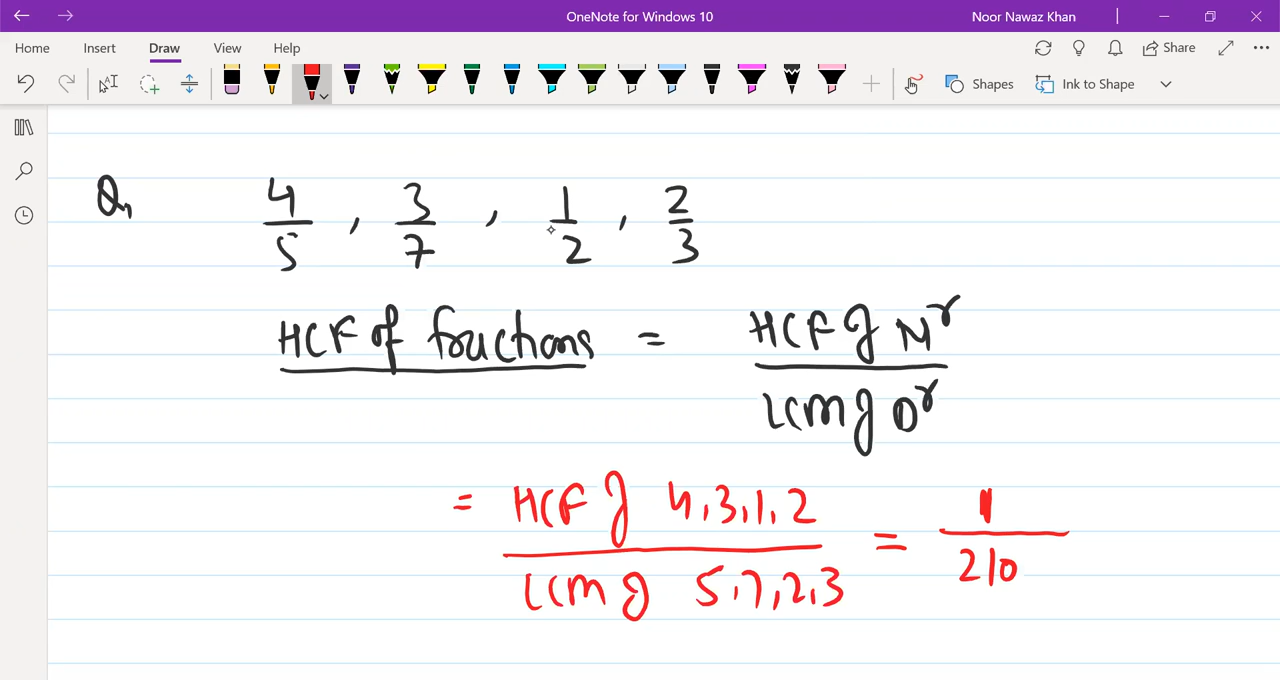 OneNote for Windows 10
Noor Nawaz Khan
Home Insert Draw View Help
Share
Shapes Ink to Shape
Q1 4/5 , 3/7 , 1/2 , 2/3
HCF of fractions = HCF of Nr
LCM of Dr
= HCF of 4,3,1,2 = 1
LCM of 5,7,2,3 210